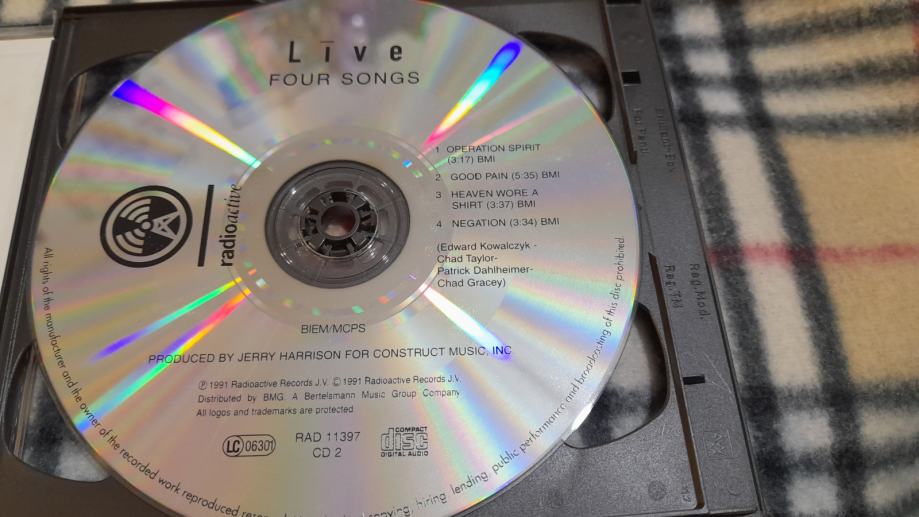 Līve
FOUR SONGS
1 OPERATION SPIRIT
(3:17) BMI
2 GOOD PAIN (5:35) BMI
3 HEAVEN WORE A
SHIRT (3:37) BMI
4 NEGATION (3:34) BMI
(Edward Kowalczyk -
Chad Taylor-
Patrick Dahlheimer-
Chad Gracey)
radioactive
BIEM/MCPS
PRODUCED BY JERRY HARRISON FOR CONSTRUCT MUSIC, INC
℗ 1991 Radioactive Records J.V. © 1991 Radioactive Records J.V.
Distributed by BMG. A Bertelsmann Music Group Company
All logos and trademarks are protected
LC 06301
RAD 11397
CD 2
COMPACT
disc
DIGITAL AUDIO
All rights of the manufacturer and the owner of the recorded work reproduced copying, hiring, lending, public performance and broadcasting of this disc prohibited